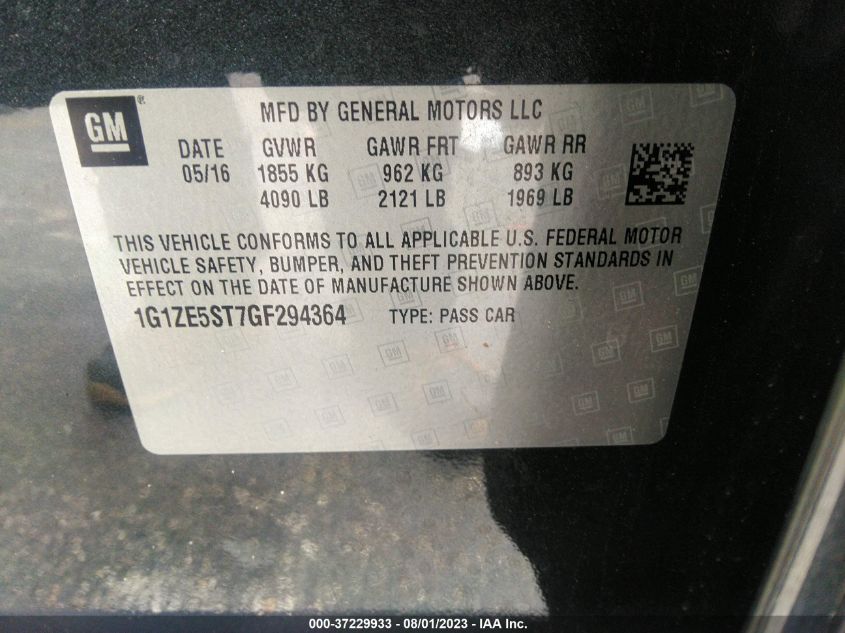 GM®
MFD BY GENERAL MOTORS LLC
DATE GVWR GAWR FRT GAWR RR
05/16 1855 KG 962 KG 893 KG
4090 LB 2121 LB 1969 LB
THIS VEHICLE CONFORMS TO ALL APPLICABLE U.S. FEDERAL MOTOR
VEHICLE SAFETY, BUMPER, AND THEFT PREVENTION STANDARDS IN
EFFECT ON THE DATE OF MANUFACTURE SHOWN ABOVE.
1G1ZE5ST7GF294364 TYPE: PASS CAR
000-37229933 - 08/01/2023 - IAA Inc.